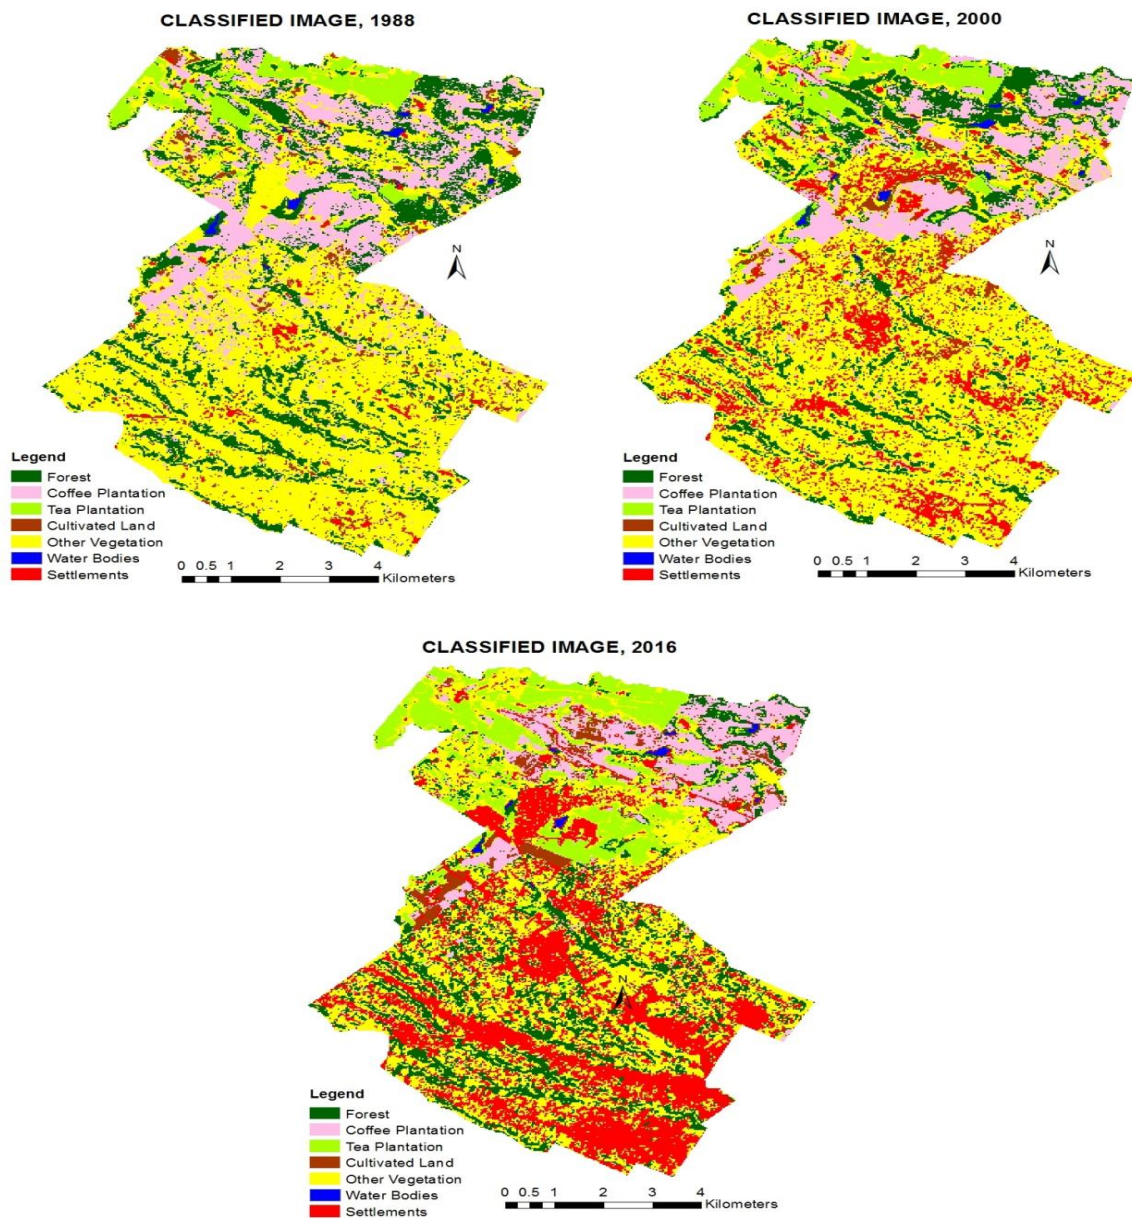 CLASSIFIED IMAGE, 1988
N
Legend
Forest
Coffee Plantation
Tea Plantation
Cultivated Land
Other Vegetation
Water Bodies
Settlements
0 0.5 1 2 3 4
Kilometers
CLASSIFIED IMAGE, 2000
N
Legend
Forest
Coffee Plantation
Tea Plantation
Cultivated Land
Other Vegetation
Water Bodies
Settlements
0 0.5 1 2 3 4
Kilometers
CLASSIFIED IMAGE, 2016
N
Legend
Forest
Coffee Plantation
Tea Plantation
Cultivated Land
Other Vegetation
Water Bodies
Settlements
0 0.5 1 2 3 4
Kilometers